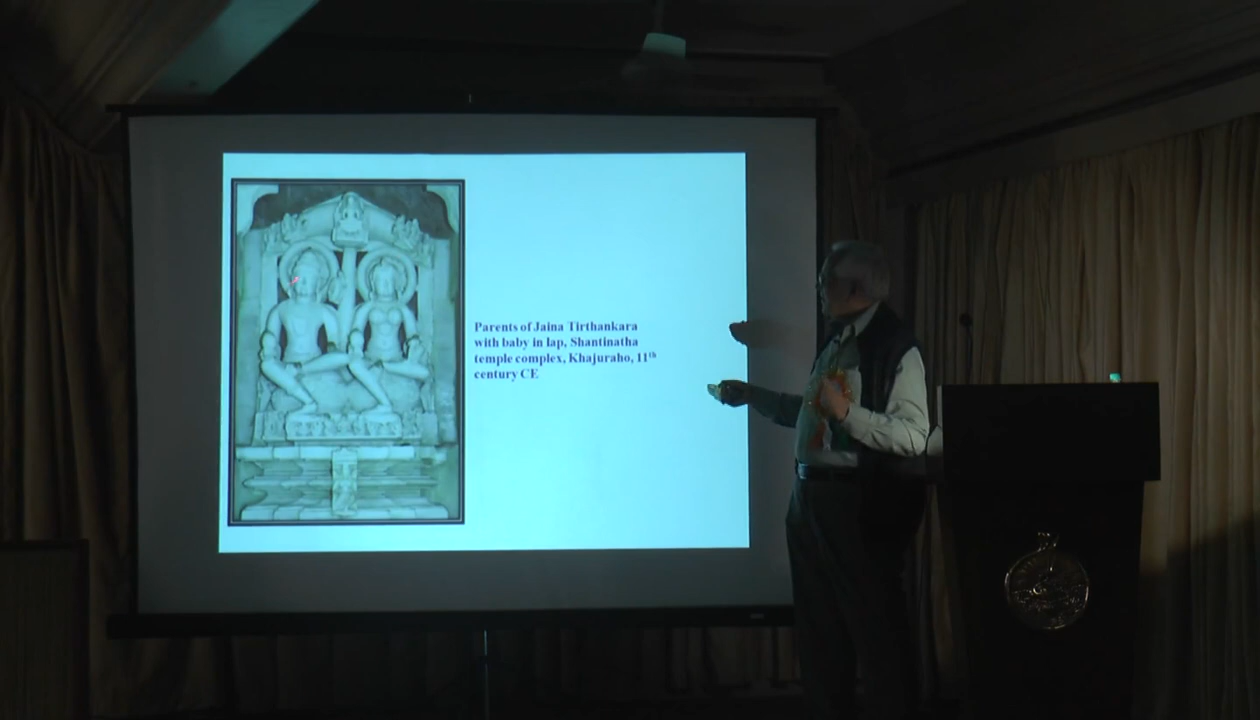 Parents of Jaina Tirthankara
with baby in lap, Shantinatha
temple complex, Khajuraho, 11th
century CE